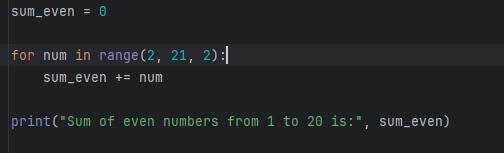 sum_even = 0
for num in range(2, 21, 2):
    sum_even += num
print("Sum of even numbers from 1 to 20 is:", sum_even)